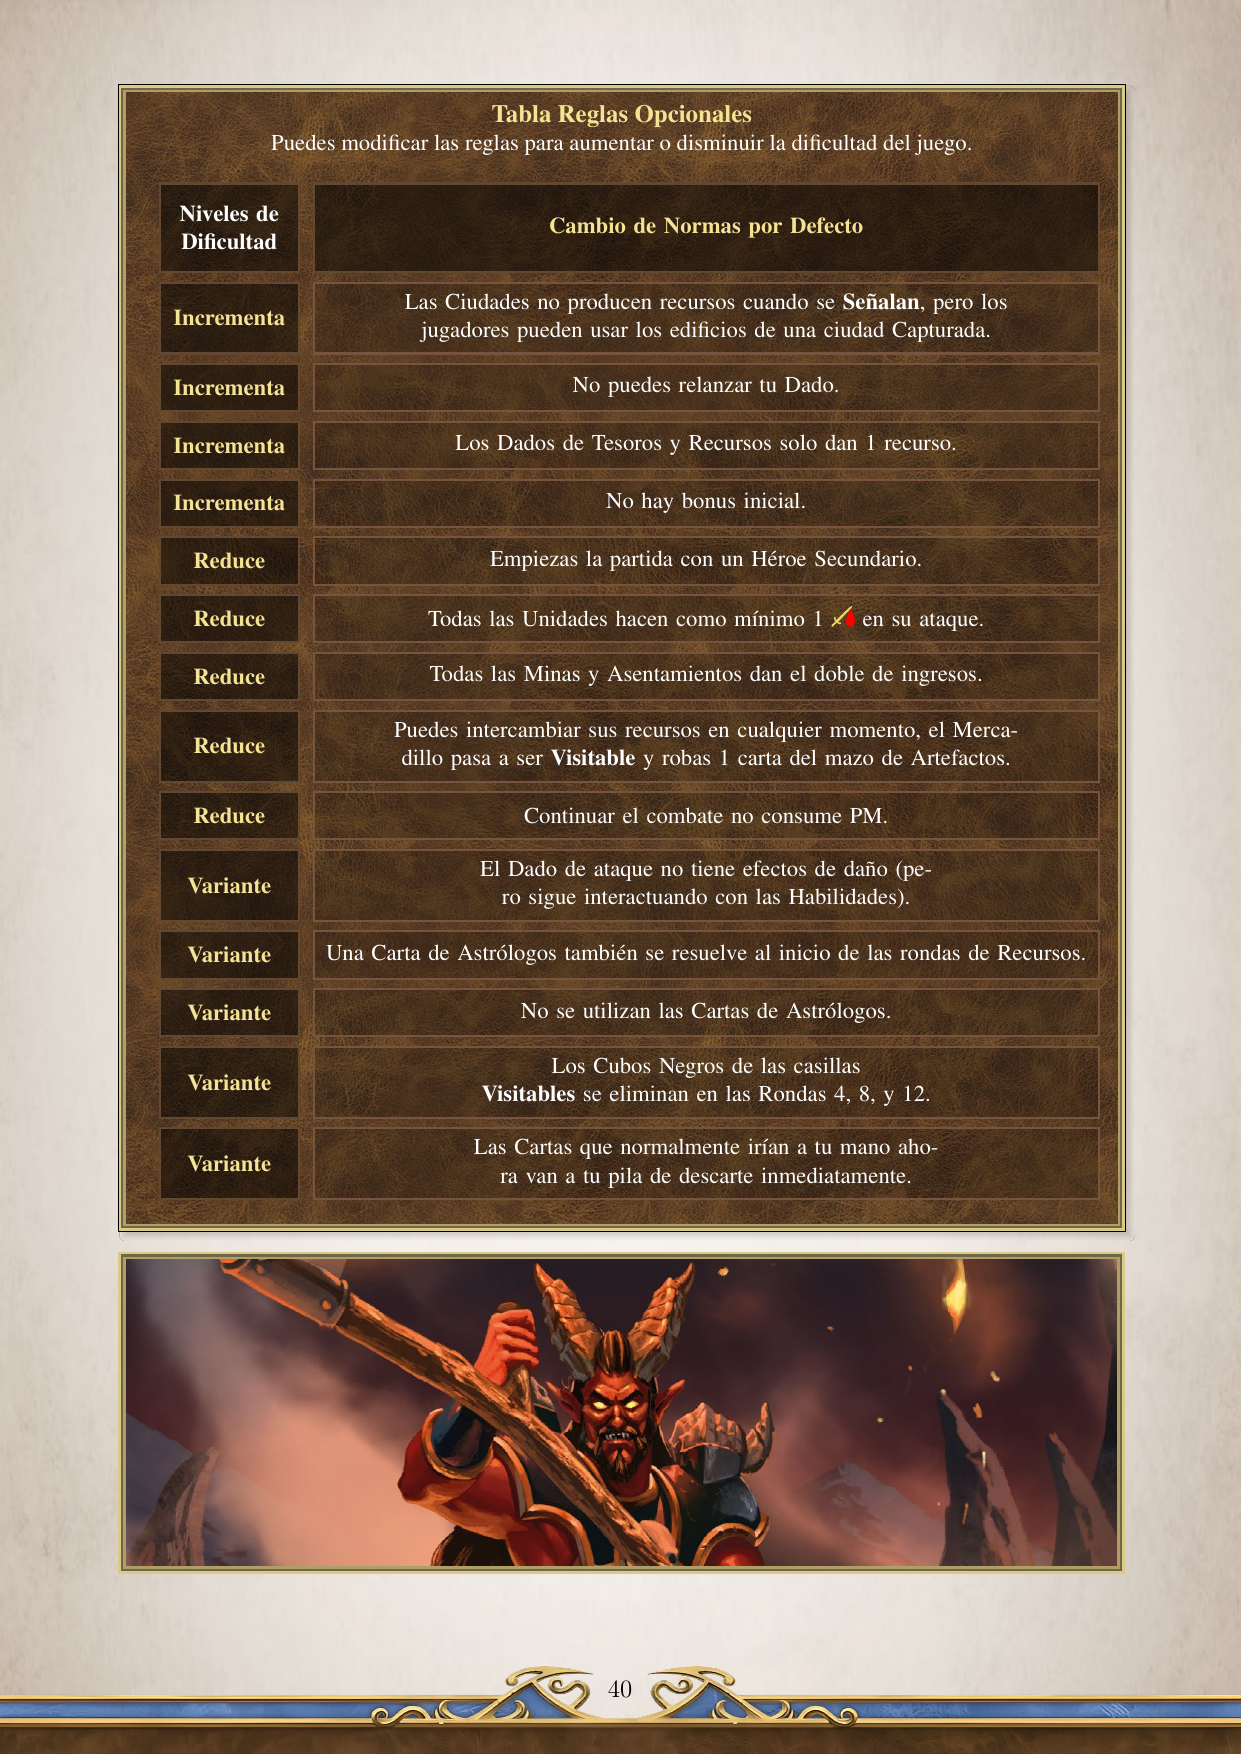 Tabla Reglas Opcionales
Puedes modificar las reglas para aumentar o disminuir la dificultad del juego.
Niveles de
Dificultad
Cambio de Normas por Defecto
Incrementa
Las Ciudades no producen recursos cuando se Señalan, pero los
jugadores pueden usar los edificios de una ciudad Capturada.
Incrementa
No puedes relanzar tu Dado.
Incrementa
Los Dados de Tesoros y Recursos solo dan 1 recurso.
Incrementa
No hay bonus inicial.
Reduce
Empiezas la partida con un Héroe Secundario.
Reduce
Todas las Unidades hacen como mínimo 1 en su ataque.
Reduce
Todas las Minas y Asentamientos dan el doble de ingresos.
Reduce
Puedes intercambiar sus recursos en cualquier momento, el Merca-
dillo pasa a ser Visitable y robas 1 carta del mazo de Artefactos.
Reduce
Continuar el combate no consume PM.
Variante
El Dado de ataque no tiene efectos de daño (pe-
ro sigue interactuando con las Habilidades).
Variante
Una Carta de Astrólogos también se resuelve al inicio de las rondas de Recursos.
Variante
No se utilizan las Cartas de Astrólogos.
Variante
Los Cubos Negros de las casillas
Visitables se eliminan en las Rondas 4, 8, y 12.
Variante
Las Cartas que normalmente irían a tu mano aho-
ra van a tu pila de descarte inmediatamente.
40